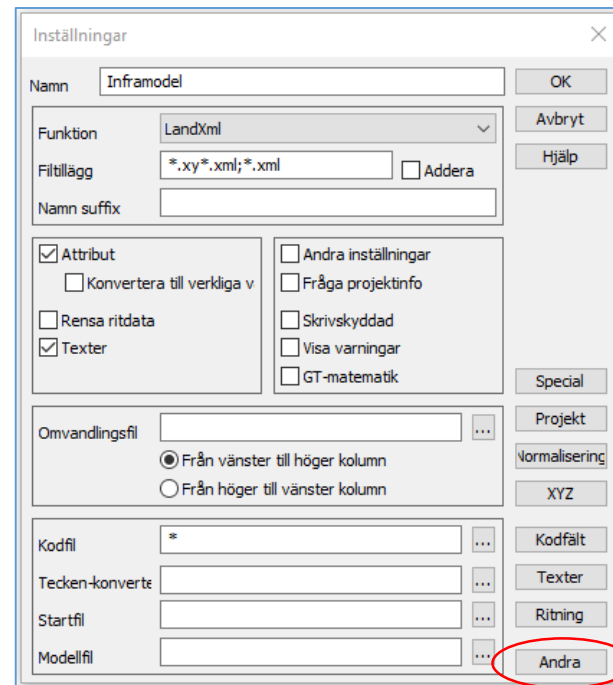 Inställningar
Namn Inframodel OK
Funktion LandXml Avbryt
Filtillägg *.xy*.xml;*.xml Addera Hjälp
Namn suffix
Attribut Andra inställningar
Konvertera till verkliga v Fråga projektinfo
Rensa ritdata Skrivskyddad
Texter Visa varningar
GT-matematik Special
Omvandlingsfil ... Projekt
Från vänster till höger kolumn Normalisering
Från höger till vänster kolumn XYZ
Kodfil * ... Kodfält
Tecken-konverte ... Texter
Startfil ... Ritning
Modellfil ... Andra